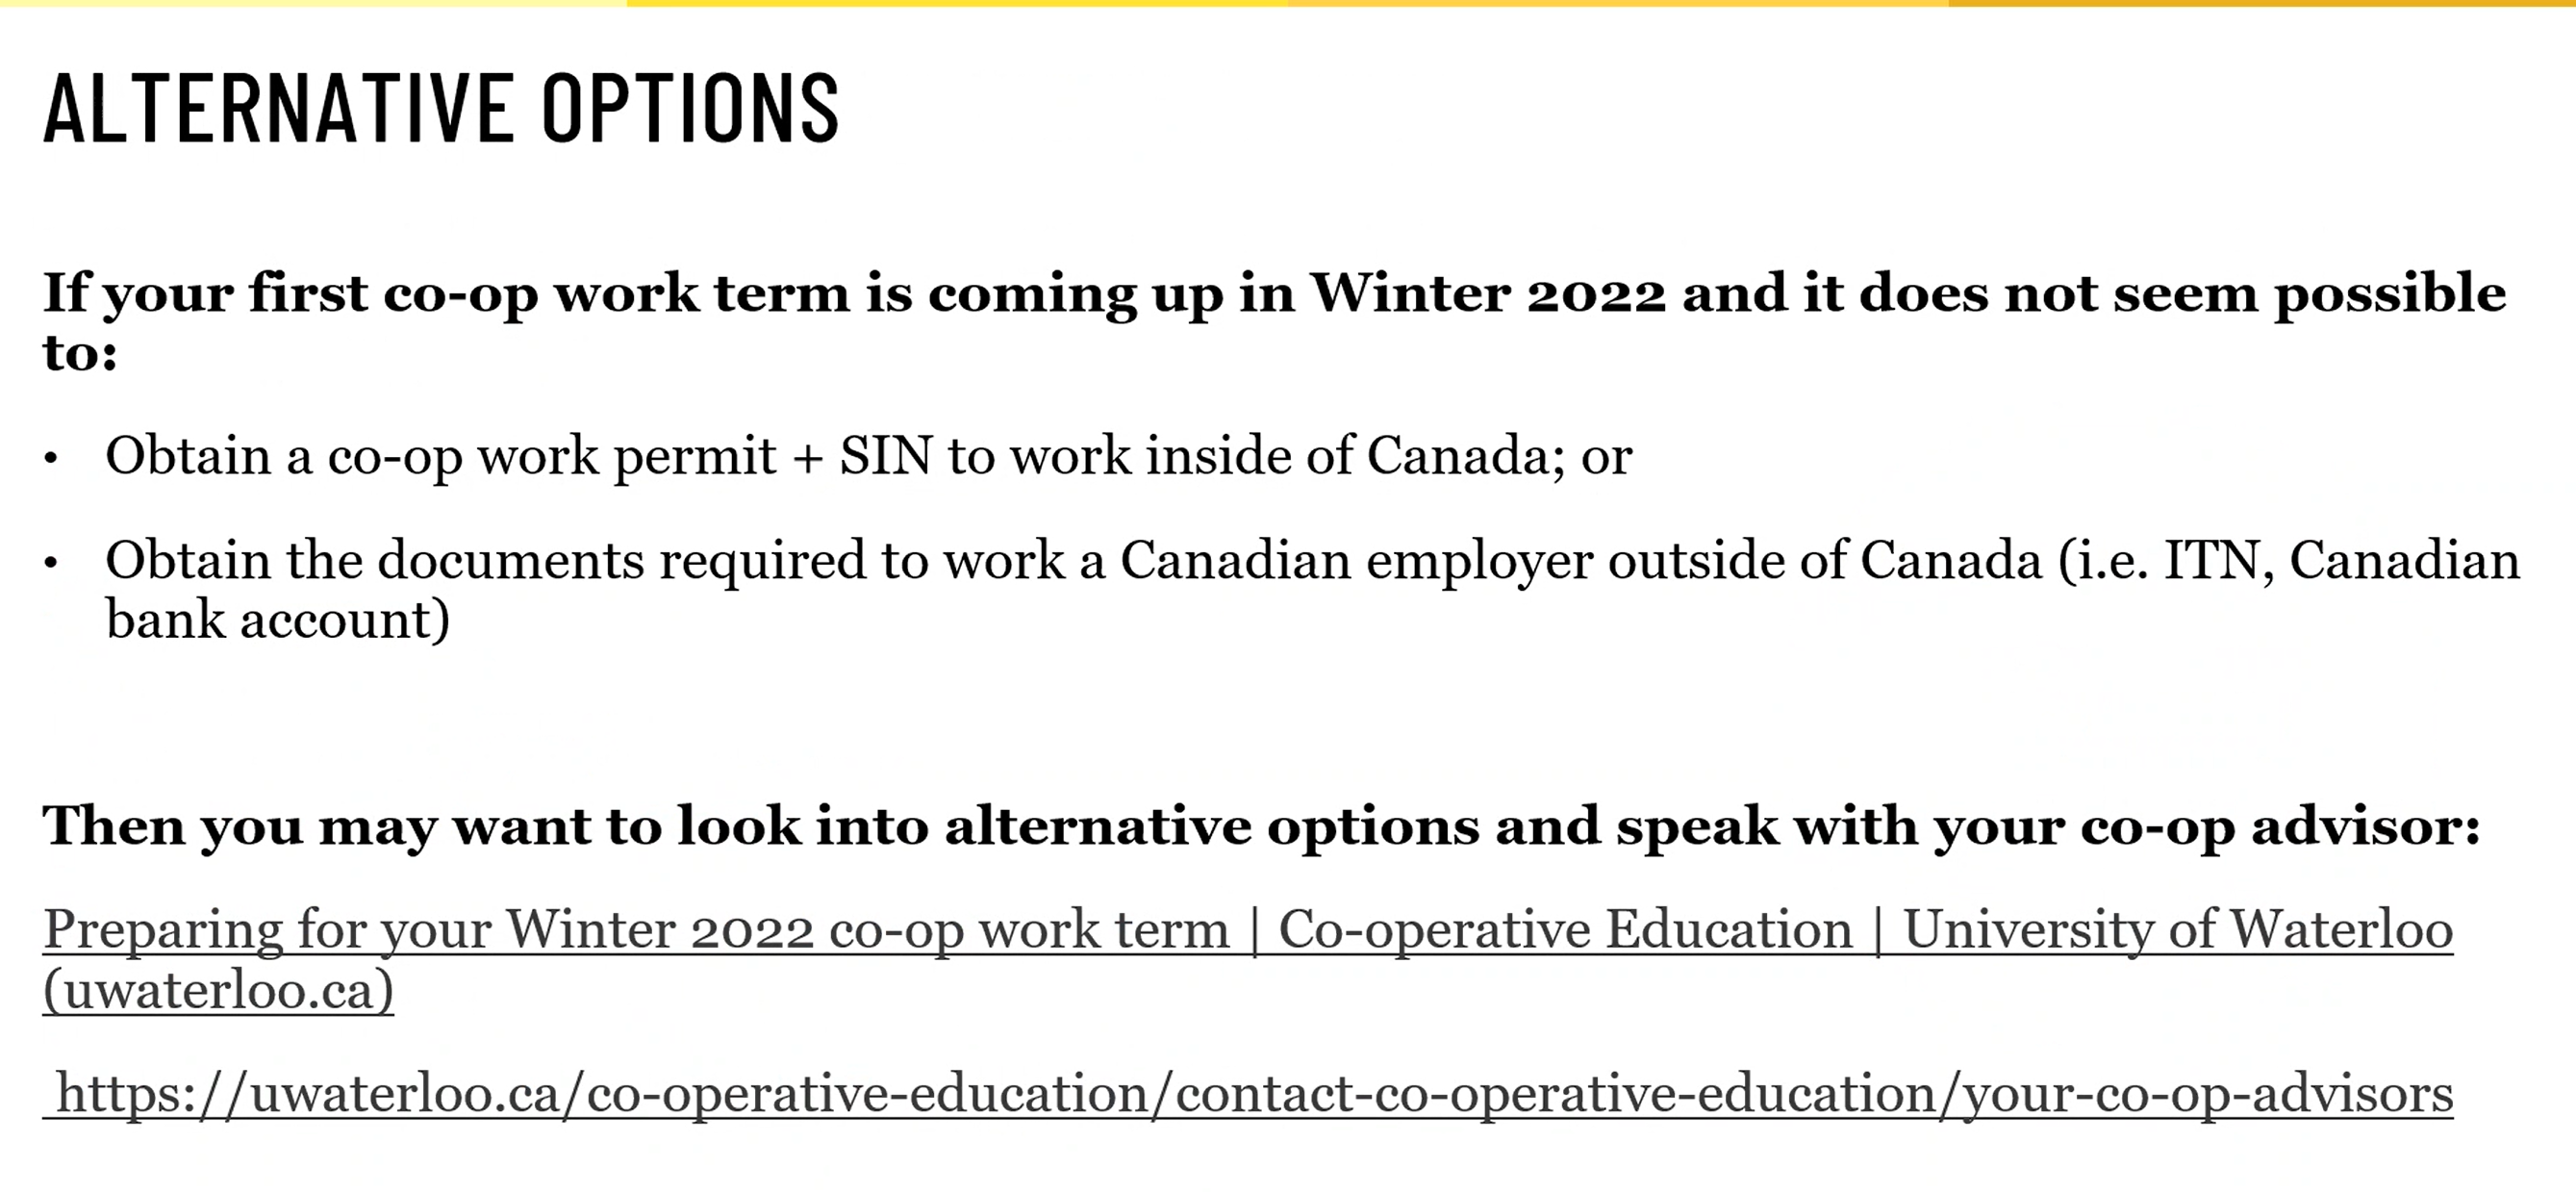 ALTERNATIVE OPTIONS
If your first co-op work term is coming up in Winter 2022 and it does not seem possible
to:
• Obtain a co-op work permit + SIN to work inside of Canada; or
• Obtain the documents required to work a Canadian employer outside of Canada (i.e. ITN, Canadian
bank account)
Then you may want to look into alternative options and speak with your co-op advisor:
Preparing for your Winter 2022 co-op work term | Co-operative Education | University of Waterloo
(uwaterloo.ca)
https://uwaterloo.ca/co-operative-education/contact-co-operative-education/your-co-op-advisors